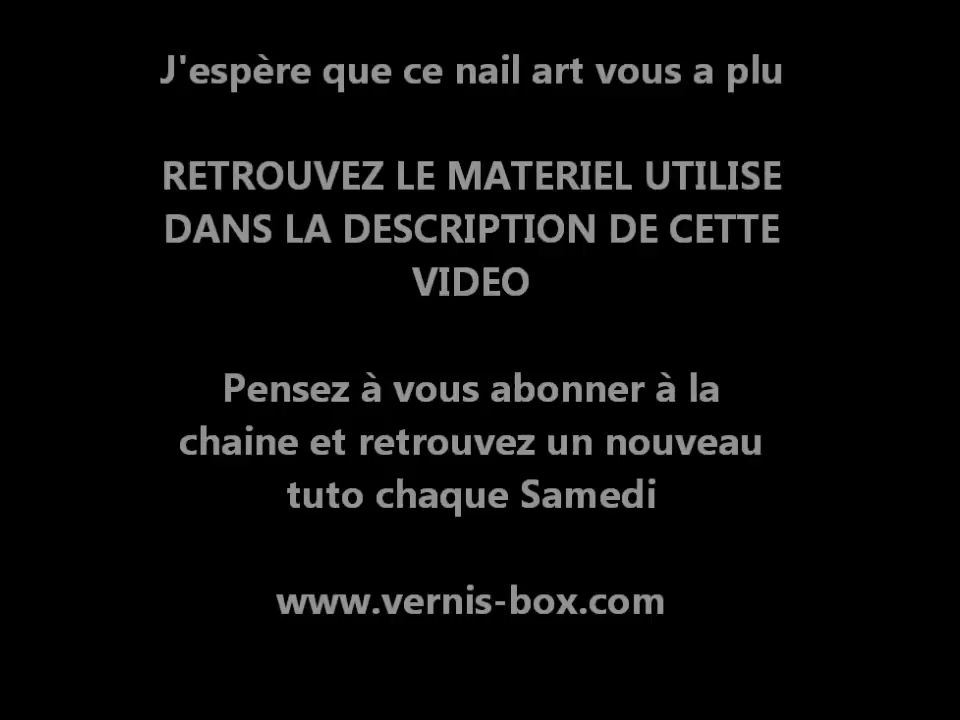 J'espère que ce nail art vous a plu
RETROUVEZ LE MATERIEL UTILISE
DANS LA DESCRIPTION DE CETTE
VIDEO
Pensez à vous abonner à la
chaine et retrouvez un nouveau
tuto chaque Samedi
www.vernis-box.com